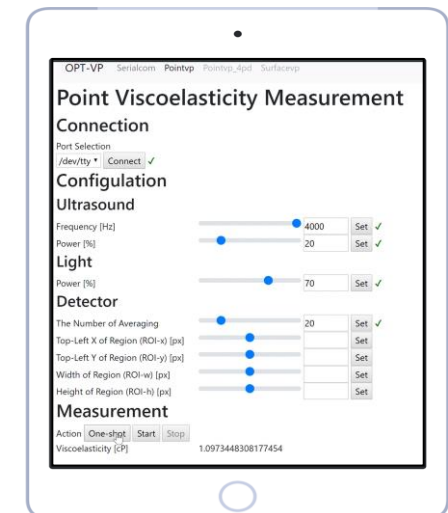 OPT-VP Serialcom Pointvp Pointvp_4pd Surfacevp
Point Viscoelasticity Measurement
Connection
Port Selection
/dev/tty Connect ✓
Configulation
Ultrasound
Frequency [Hz] 4000 Set ✓
Power [%] 20 Set ✓
Light
Power [%] 70 Set ✓
Detector
The Number of Averaging 20 Set ✓
Top-Left X of Region (ROI-x) [px] Set
Top-Left Y of Region (ROI-y) [px] Set
Width of Region (ROI-w) [px] Set
Height of Region (ROI-h) [px] Set
Measurement
Action One-shot Start Stop
Viscoelasticity [cP] 1.0973448308177454